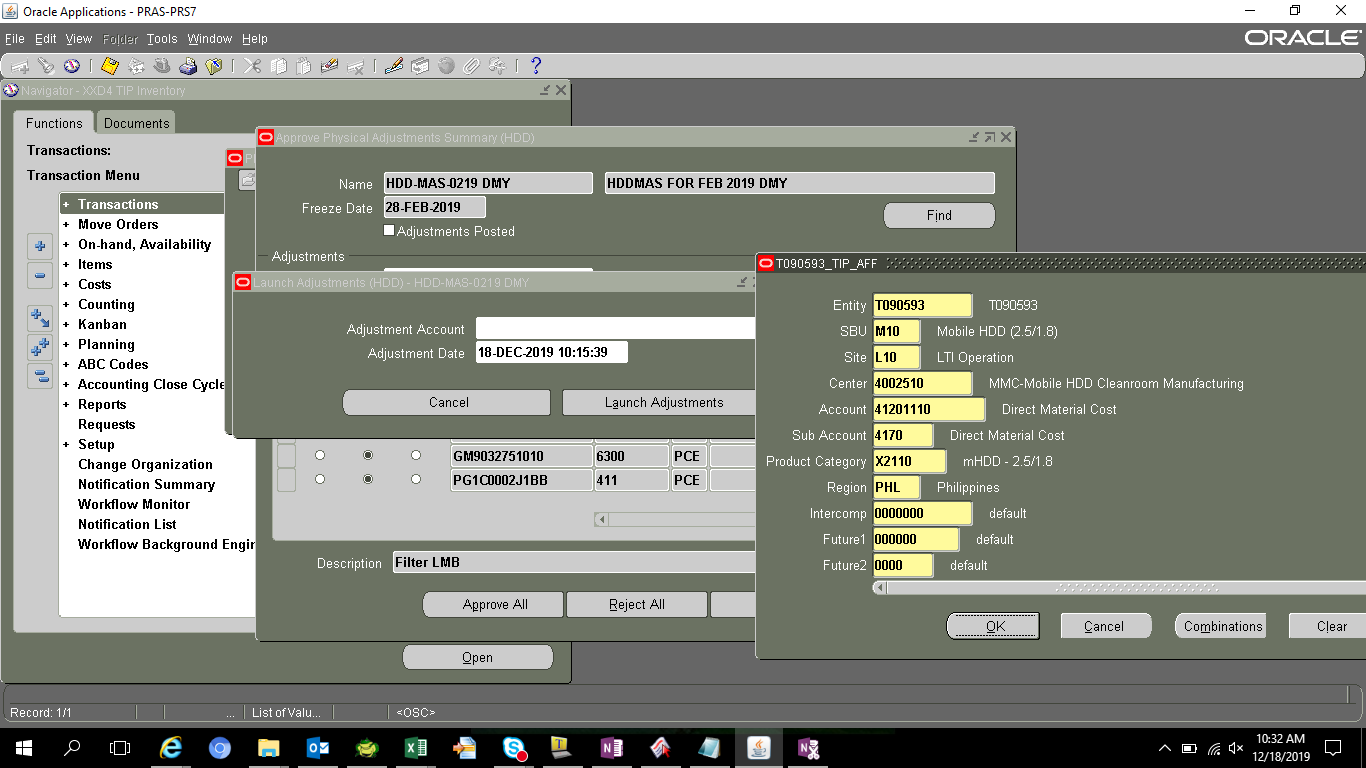 Oracle Applications - PRAS-PRS7
File Edit View Folder Tools Window Help
ORACLE
Navigator - XXD4 TIP Inventory
Functions Documents
Transactions:
Transaction Menu
+ Transactions
+ Move Orders
+ On-hand, Availability
+ Items
+ Costs
+ Counting
+ Kanban
+ Planning
+ ABC Codes
+ Accounting Close Cycle
+ Reports
Requests
+ Setup
Change Organization
Notification Summary
Workflow Monitor
Notification List
Workflow Background Engin
Open
Approve Physical Adjustments Summary (HDD)
Name HDD-MAS-0219 DMY HDDMAS FOR FEB 2019 DMY
Freeze Date 28-FEB-2019
Find
Adjustments Posted
Adjustments
Launch Adjustments (HDD) - HDD-MAS-0219 DMY
Adjustment Account
Adjustment Date 18-DEC-2019 10:15:39
Cancel Launch Adjustments
GM9032751010 6300 PCE
PG1C0002J1BB 411 PCE
Description Filter LMB
Approve All Reject All
T090593_TIP_AFF
Entity T090593 T090593
SBU M10 Mobile HDD (2.5/1.8)
Site L10 LTI Operation
Center 4002510 MMC-Mobile HDD Cleanroom Manufacturing
Account 41201110 Direct Material Cost
Sub Account 4170 Direct Material Cost
Product Category X2110 mHDD - 2.5/1.8
Region PHL Philippines
Intercomp 0000000 default
Future1 000000 default
Future2 0000 default
OK Cancel Combinations Clear
Record: 1/1 ... List of Valu... <OSC>
10:32 AM
12/18/2019